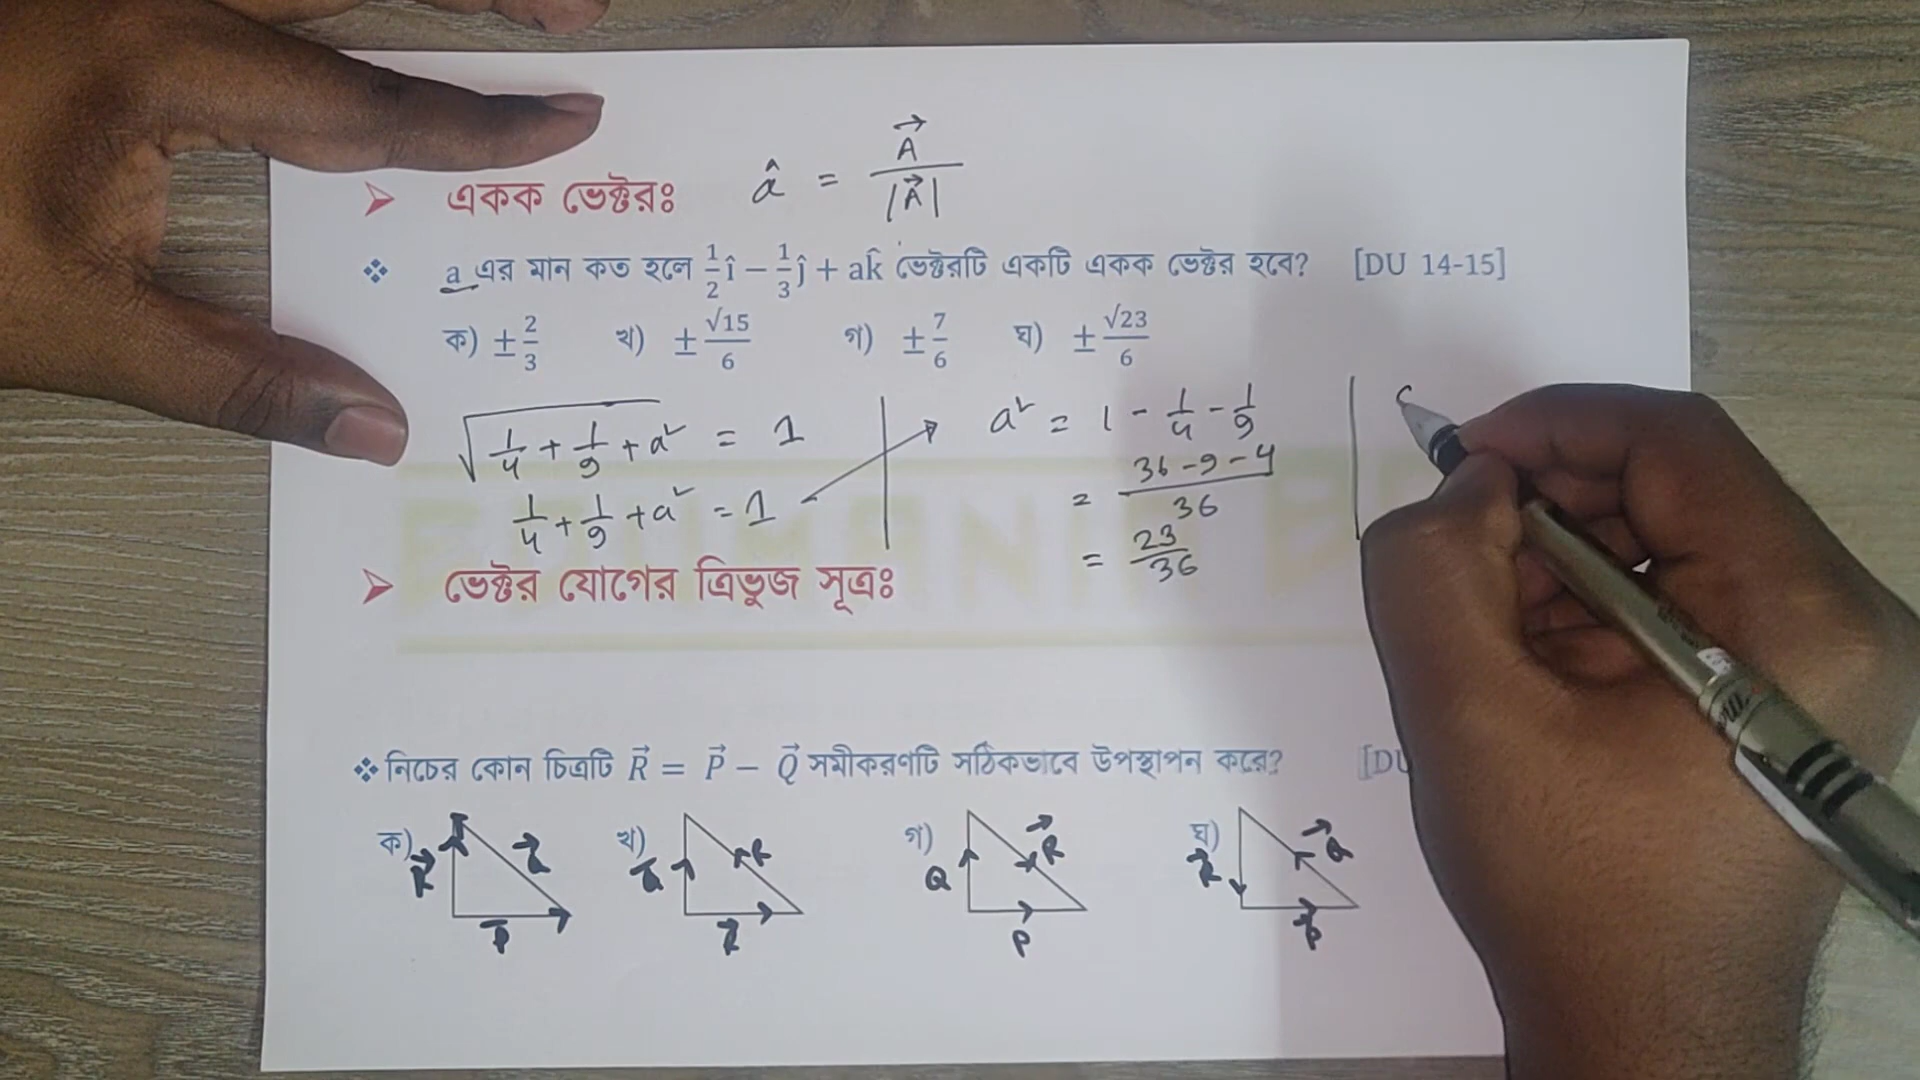 ➢ একক ভেক্টরঃ â = A⃗ / |A⃗|
❖ a এর মান কত হলে 1/2 î − 1/3 ĵ + ak̂ ভেক্টরটি একটি একক ভেক্টর হবে? [DU 14-15]
ক) ± 2/3 খ) ± √15/6 গ) ± 7/6 ঘ) ± √23/6
√(1/4 + 1/9 + a²) = 1
1/4 + 1/9 + a² = 1
a² = 1 - 1/4 - 1/9
= (36 - 9 - 4)/36
= 23/36
➢ ভেক্টর যোগের ত্রিভুজ সূত্রঃ
❖ নিচের কোন চিত্রটি R⃗ = P⃗ − Q⃗ সমীকরণটি সঠিকভাবে উপস্থাপন করে? [DU
ক) খ) গ) ঘ)
Q R⃗ P